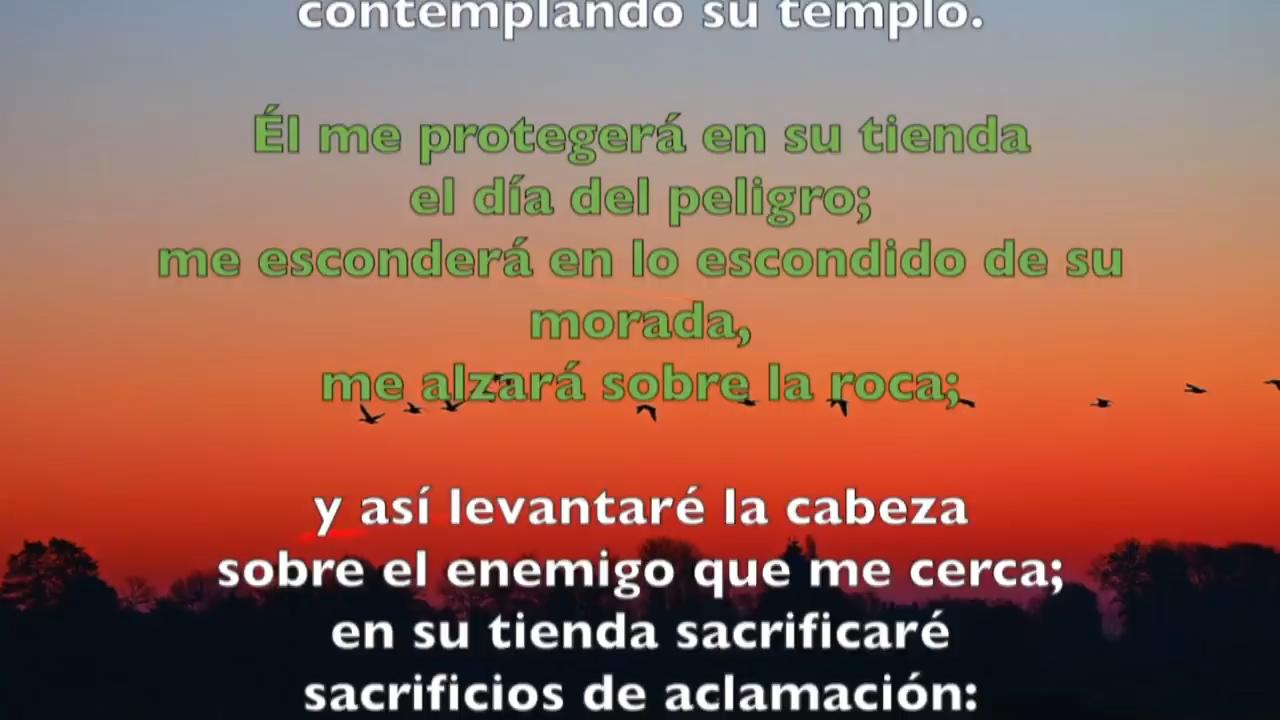 contemplando su templo.
Él me protegerá en su tienda
el día del peligro;
me esconderá en lo escondido de su
morada,
me alzará sobre la roca;
y así levantaré la cabeza
sobre el enemigo que me cerca;
en su tienda sacrificaré
sacrificios de aclamación: